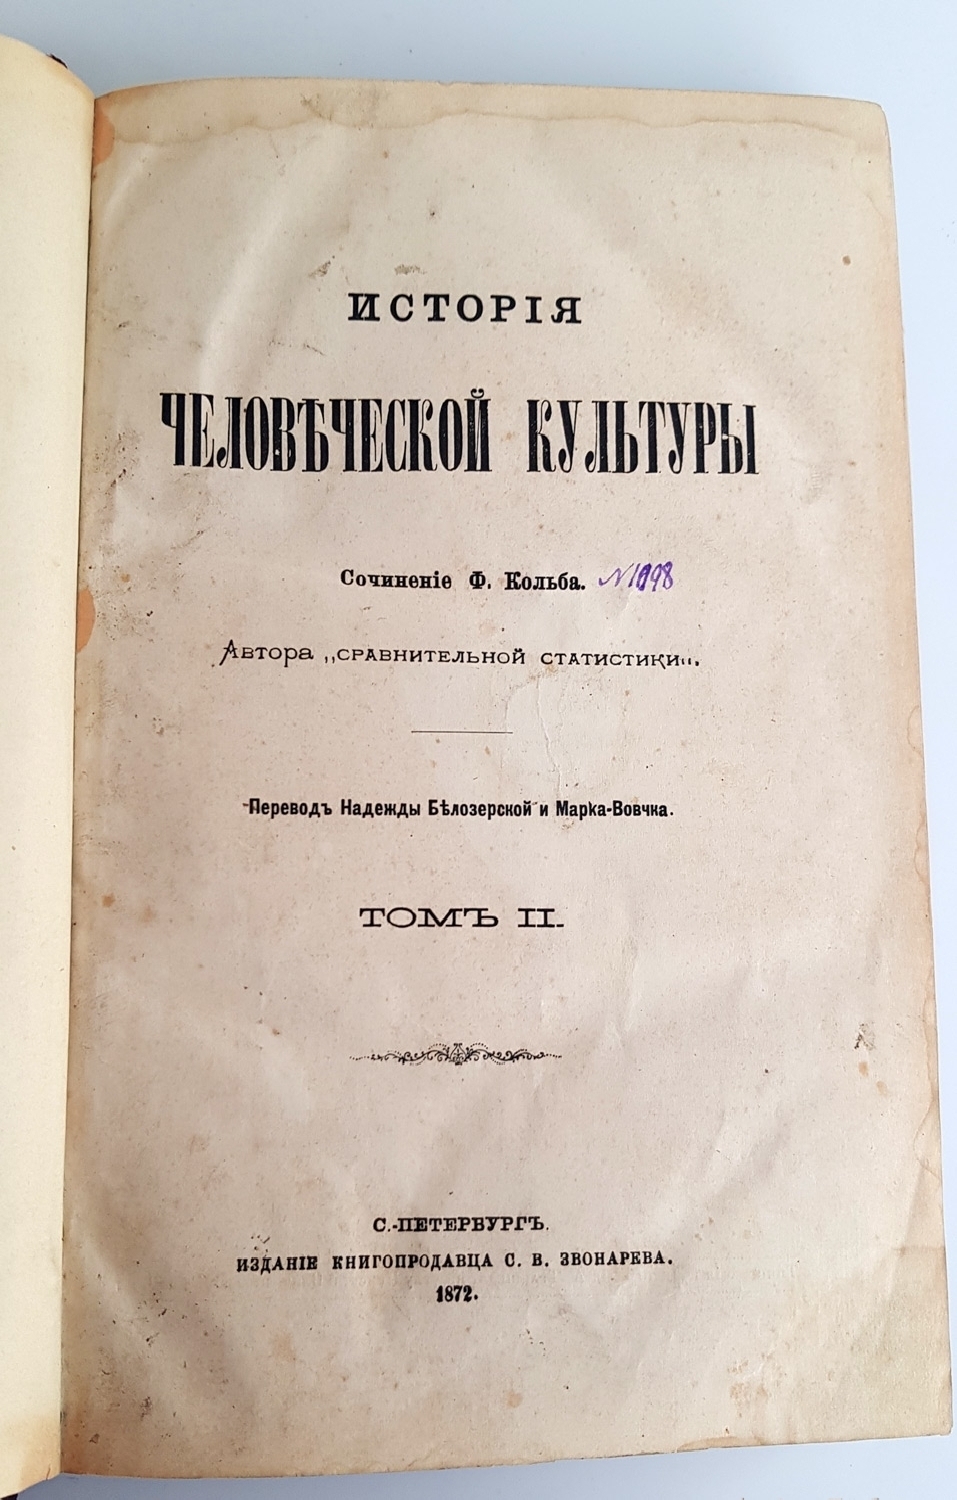 ИСТОРІЯ
ЧЕЛОВѢЧЕСКОЙ КУЛЬТУРЫ
Сочиненіе Ф. Кольба. N 1098
Автора „СРАВНИТЕЛЬНОЙ СТАТИСТИКИ“.
Переводъ Надежды Бѣлозерской и Марка-Вовчка.
ТОМЪ II.
С.-ПЕТЕРБУРГЪ.
ИЗДАНІЕ КНИГОПРОДАВЦА С. В. ЗВОНАРЕВА.
1872.